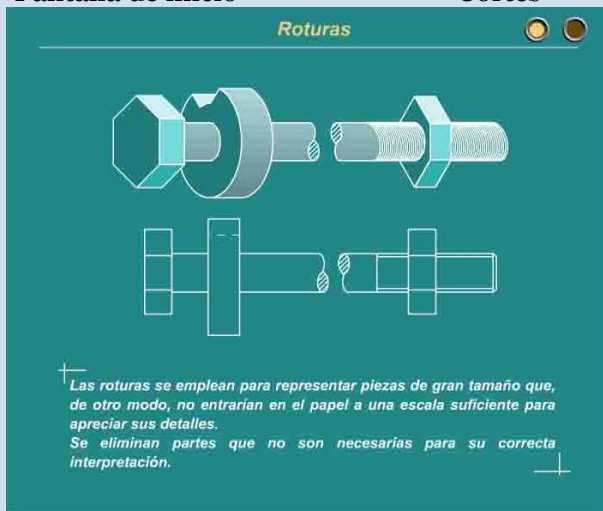 Pantalla de inicio Cortes
Roturas
Las roturas se emplean para representar piezas de gran tamaño que,
de otro modo, no entrarían en el papel a una escala suficiente para
apreciar sus detalles.
Se eliminan partes que no son necesarias para su correcta
interpretación.